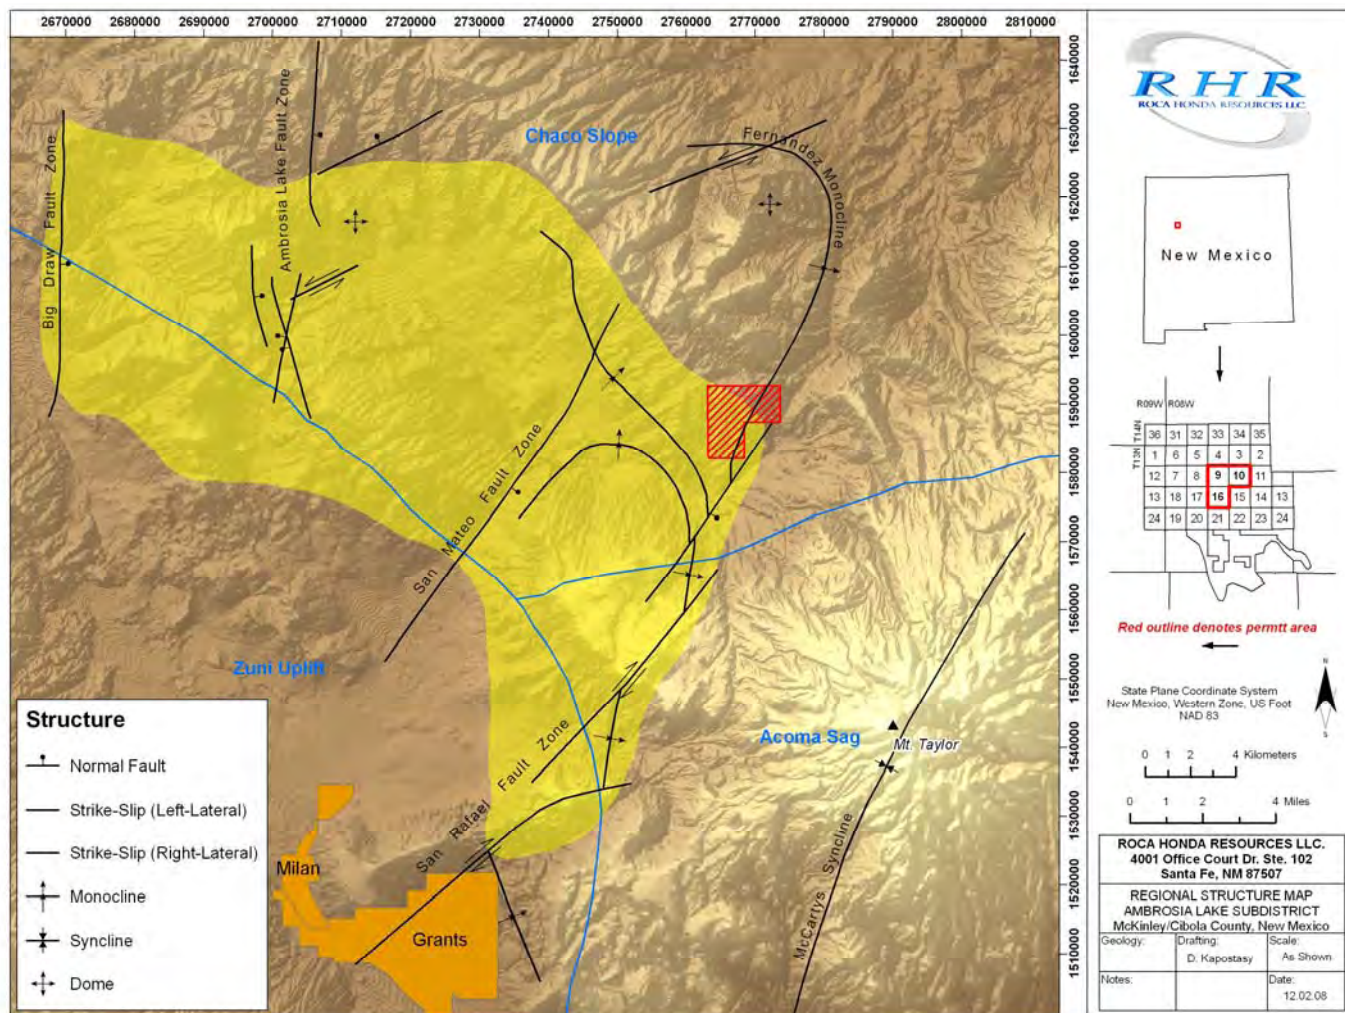 2670000 2680000 2690000 2700000 2710000 2720000 2730000 2740000 2750000 2760000 2770000 2780000 2790000 2800000 2810000
1640000
1630000
1620000
1610000
1600000
1590000
1580000
1570000
1560000
1550000
1540000
1530000
1520000
1510000
Chaco Slope
Fernandez Monocline
Ambrosia Lake Fault Zone
Big Draw Fault Zone
San Mateo Fault Zone
Zuni Uplift
San Rafael Fault Zone
Acoma Sag
Mt. Taylor
McCartys Syncline
Milan
Grants
Structure
Normal Fault
Strike-Slip (Left-Lateral)
Strike-Slip (Right-Lateral)
Monocline
Syncline
Dome
RHR
ROCA HONDA RESOURCES LLC.
New Mexico
R09W R08W
T14N
T13N
36 31 32 33 34 35
1 6 5 4 3 2
12 7 8 9 10 11
13 18 17 16 15 14 13
24 19 20 21 22 23 24
Red outline denotes permtt area
N
S
State Plane Coordinate System
New Mexico, Western Zone, US Foot
NAD 83
0 1 2 4 Kilometers
0 1 2 4 Miles
ROCA HONDA RESOURCES LLC.
4001 Office Court Dr. Ste. 102
Santa Fe, NM 87507
REGIONAL STRUCTURE MAP
AMBROSIA LAKE SUBDISTRICT
McKinley/Cibola County, New Mexico
Geology: Drafting: Scale:
D. Kapostasy As Shown
Notes: Date:
12.02.08